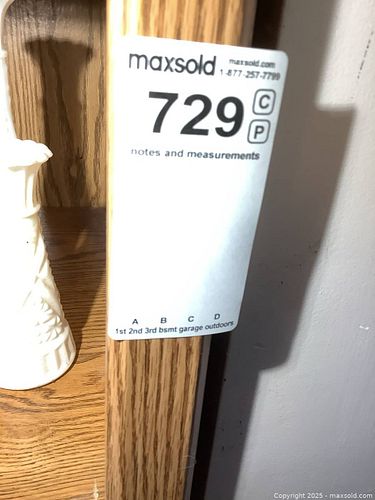 maxsold maxsold.com
1-877-257-7799
729 C
P
notes and measurements
A B C D
1st 2nd 3rd bsmt garage outdoors
Copyright 2025 - maxsold.com